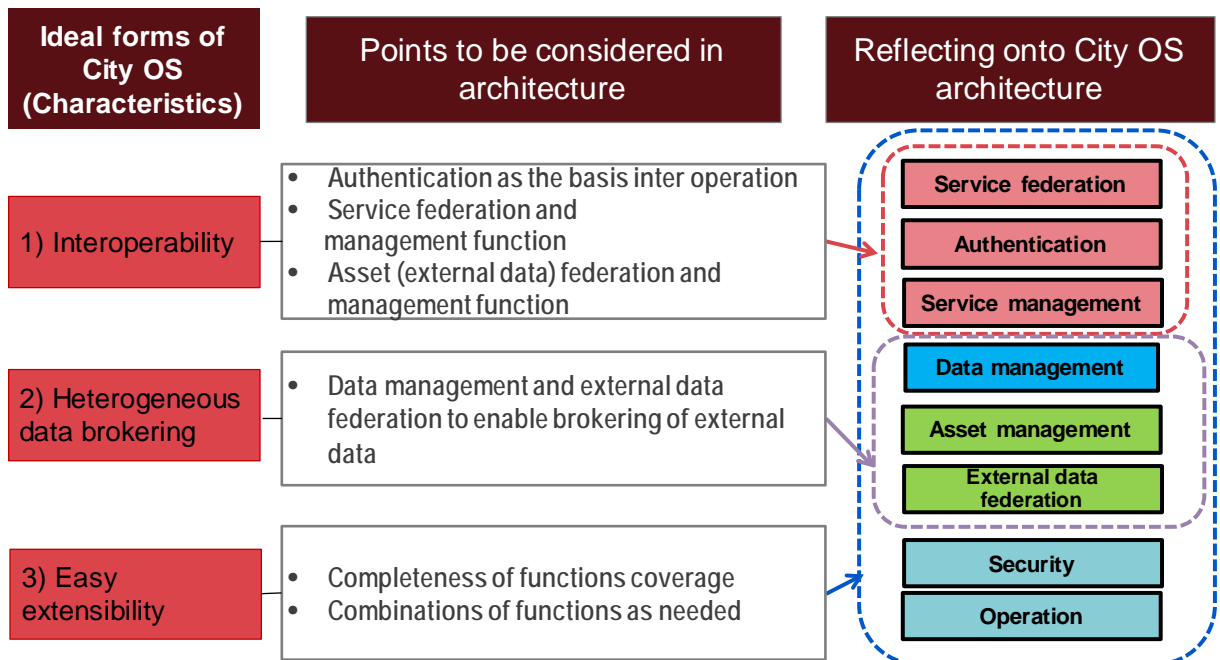 Ideal forms of
City OS
(Characteristics)
Points to be considered in
architecture
Reflecting onto City OS
architecture
1) Interoperability
• Authentication as the basis inter operation
• Service federation and
management function
• Asset (external data) federation and
management function
Service federation
Authentication
Service management
2) Heterogeneous
data brokering
• Data management and external data
federation to enable brokering of external
data
Data management
Asset management
External data
federation
3) Easy
extensibility
• Completeness of functions coverage
• Combinations of functions as needed
Security
Operation